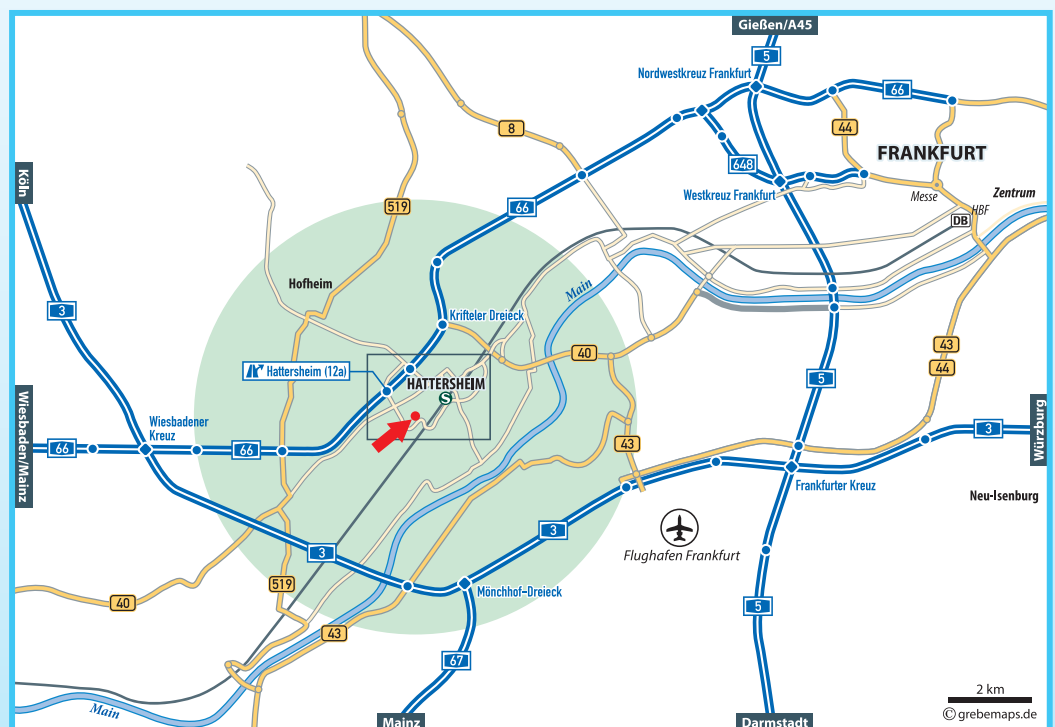 Gießen/A45
5
Nordwestkreuz Frankfurt
66
44
8
FRANKFURT
648
Köln
Westkreuz Frankfurt
Messe
Zentrum
HBF
DB
519
66
Hofheim
Main
3
Krifteler Dreieck
40
43
44
Hattersheim (12a)
HATTERSHEIM
S
5
Wiesbaden/Mainz
Wiesbadener
Kreuz
66
66
43
3
Würzburg
Frankfurter Kreuz
Neu-Isenburg
3
3
Flughafen Frankfurt
519
Mönchhof-Dreieck
40
5
43
67
Main
Mainz
Darmstadt
2 km
© grebemaps.de